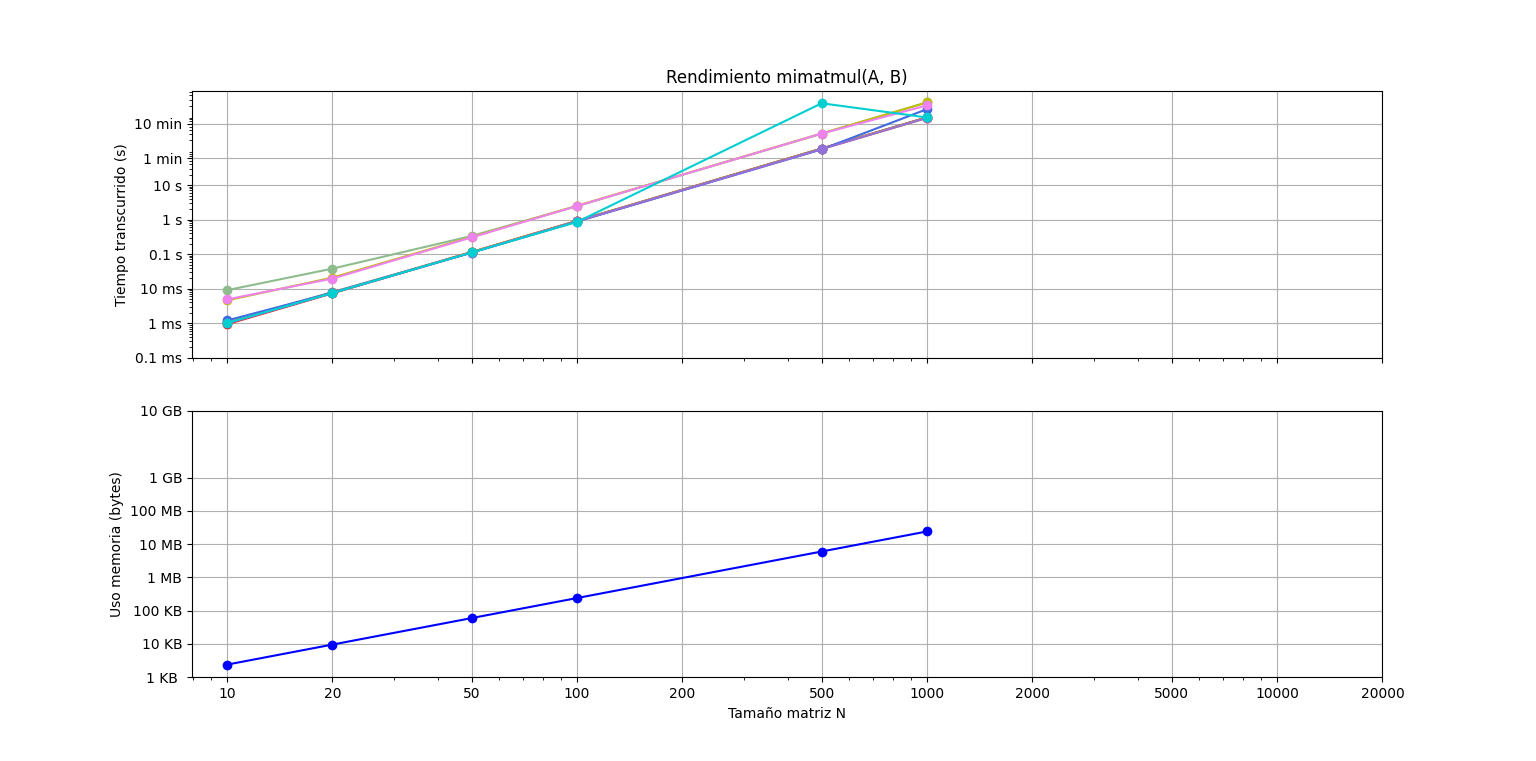 Rendimiento mimatmul(A, B)
Tiempo transcurrido (s)
10 min
1 min
10 s
1 s
0.1 s
10 ms
1 ms
0.1 ms
Uso memoria (bytes)
10 GB
1 GB
100 MB
10 MB
1 MB
100 KB
10 KB
1 KB
10 20 50 100 200 500 1000 2000 5000 10000 20000
Tamaño matriz N